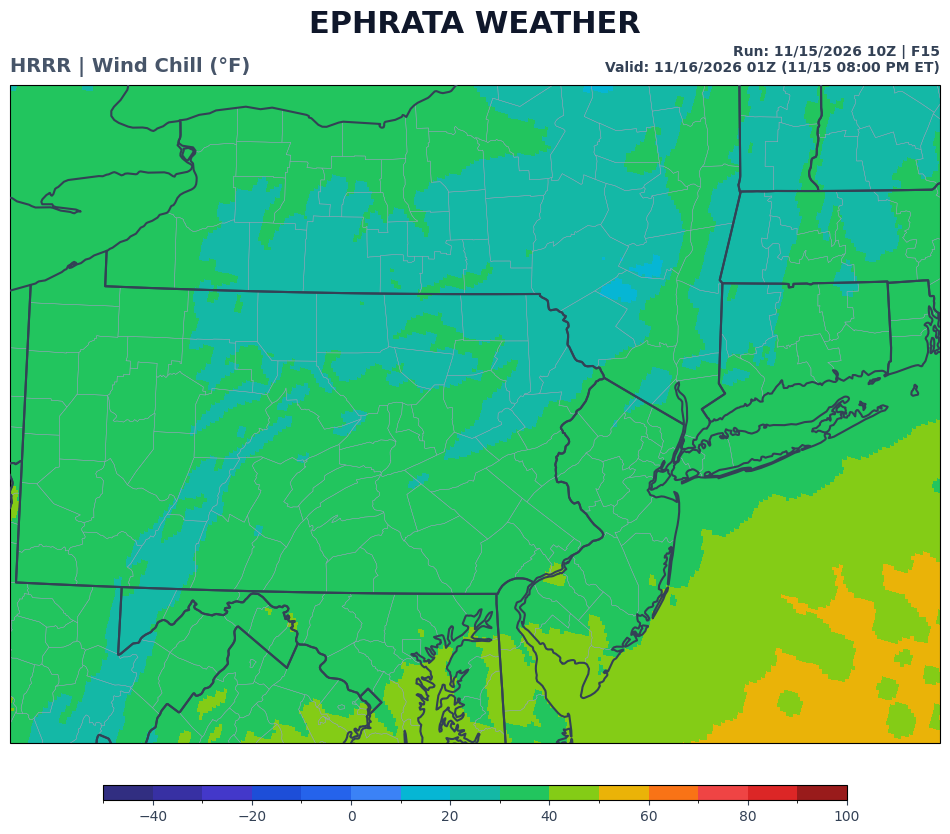 EPHRATA WEATHER
HRRR | Wind Chill (°F)
Run: 11/15/2026 10Z | F15
Valid: 11/16/2026 01Z (11/15 08:00 PM ET)
−40 −20 0 20 40 60 80 100